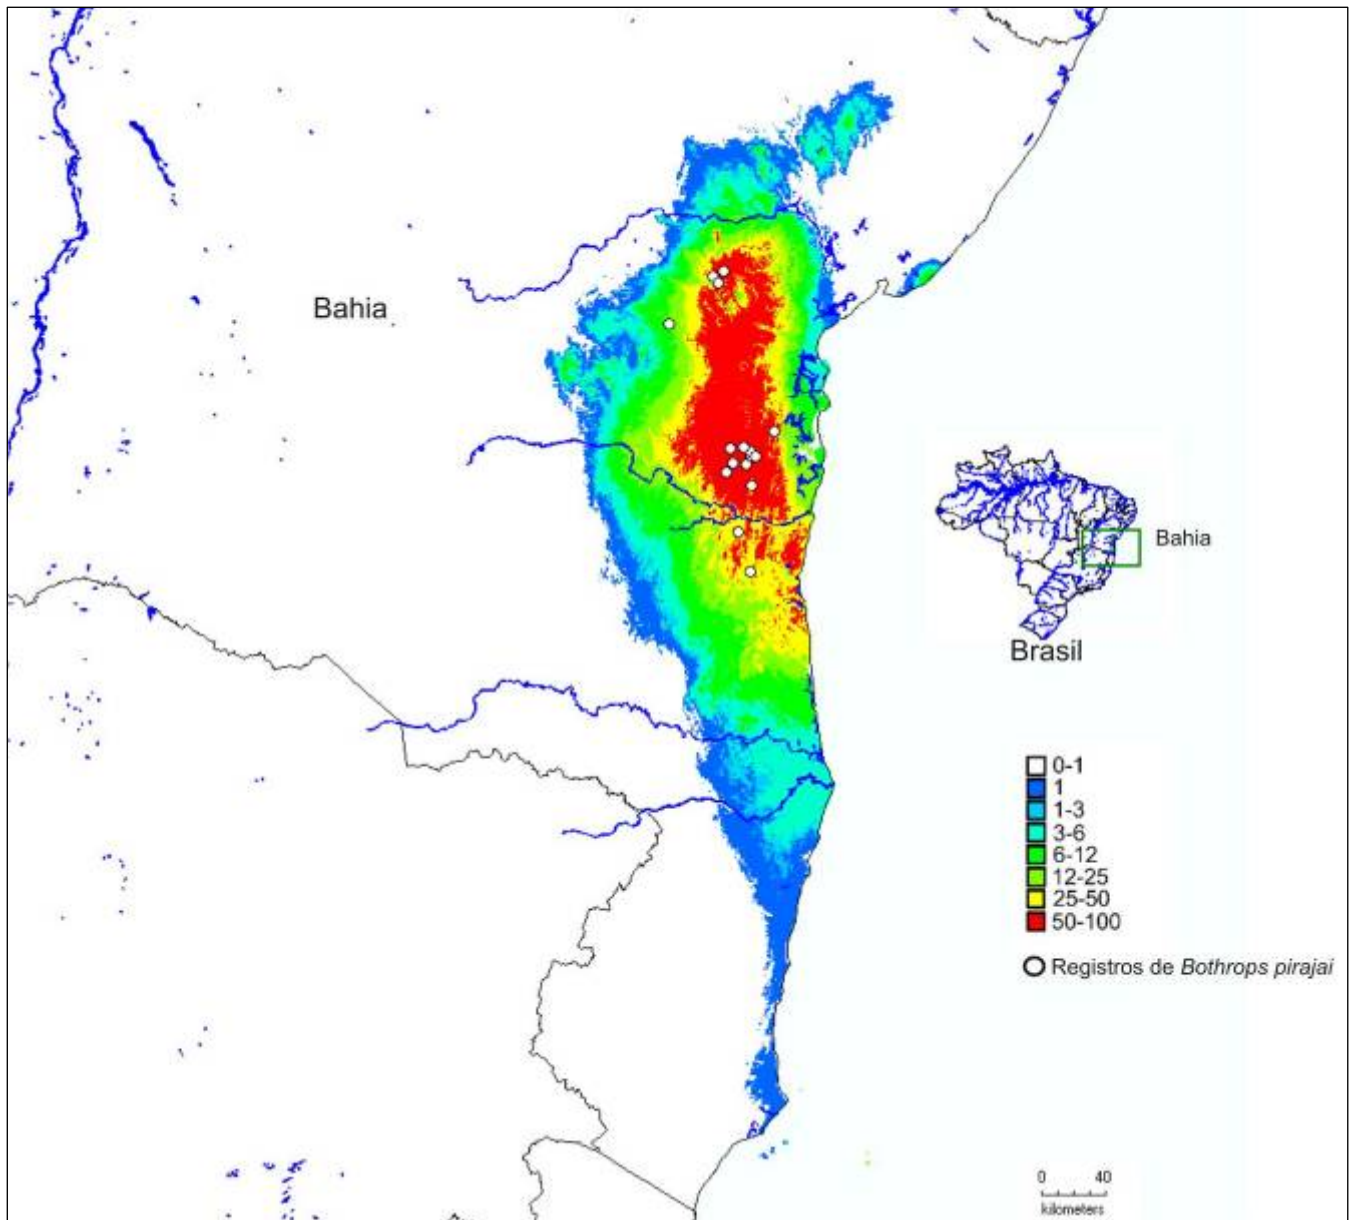 Bahia
Bahia
Brasil
0-1
1
1-3
3-6
6-12
12-25
25-50
50-100
Registros de Bothrops pirajai
0 40
kilometers